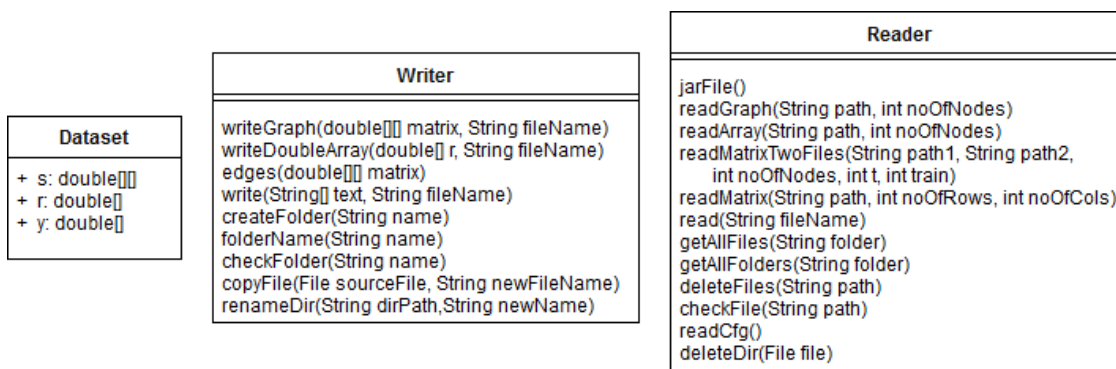 Dataset
+ s: double[][]
+ r: double[]
+ y: double[]
Writer
writeGraph(double[][] matrix, String fileName)
writeDoubleArray(double[] r, String fileName)
edges(double[][] matrix)
write(String[] text, String fileName)
createFolder(String name)
folderName(String name)
checkFolder(String name)
copyFile(File sourceFile, String newFileName)
renameDir(String dirPath,String newName)
Reader
jarFile()
readGraph(String path, int noOfNodes)
readArray(String path, int noOfNodes)
readMatrixTwoFiles(String path1, String path2,
int noOfNodes, int t, int train)
readMatrix(String path, int noOfRows, int noOfCols)
read(String fileName)
getAllFiles(String folder)
getAllFolders(String folder)
deleteFiles(String path)
checkFile(String path)
readCfg()
deleteDir(File file)